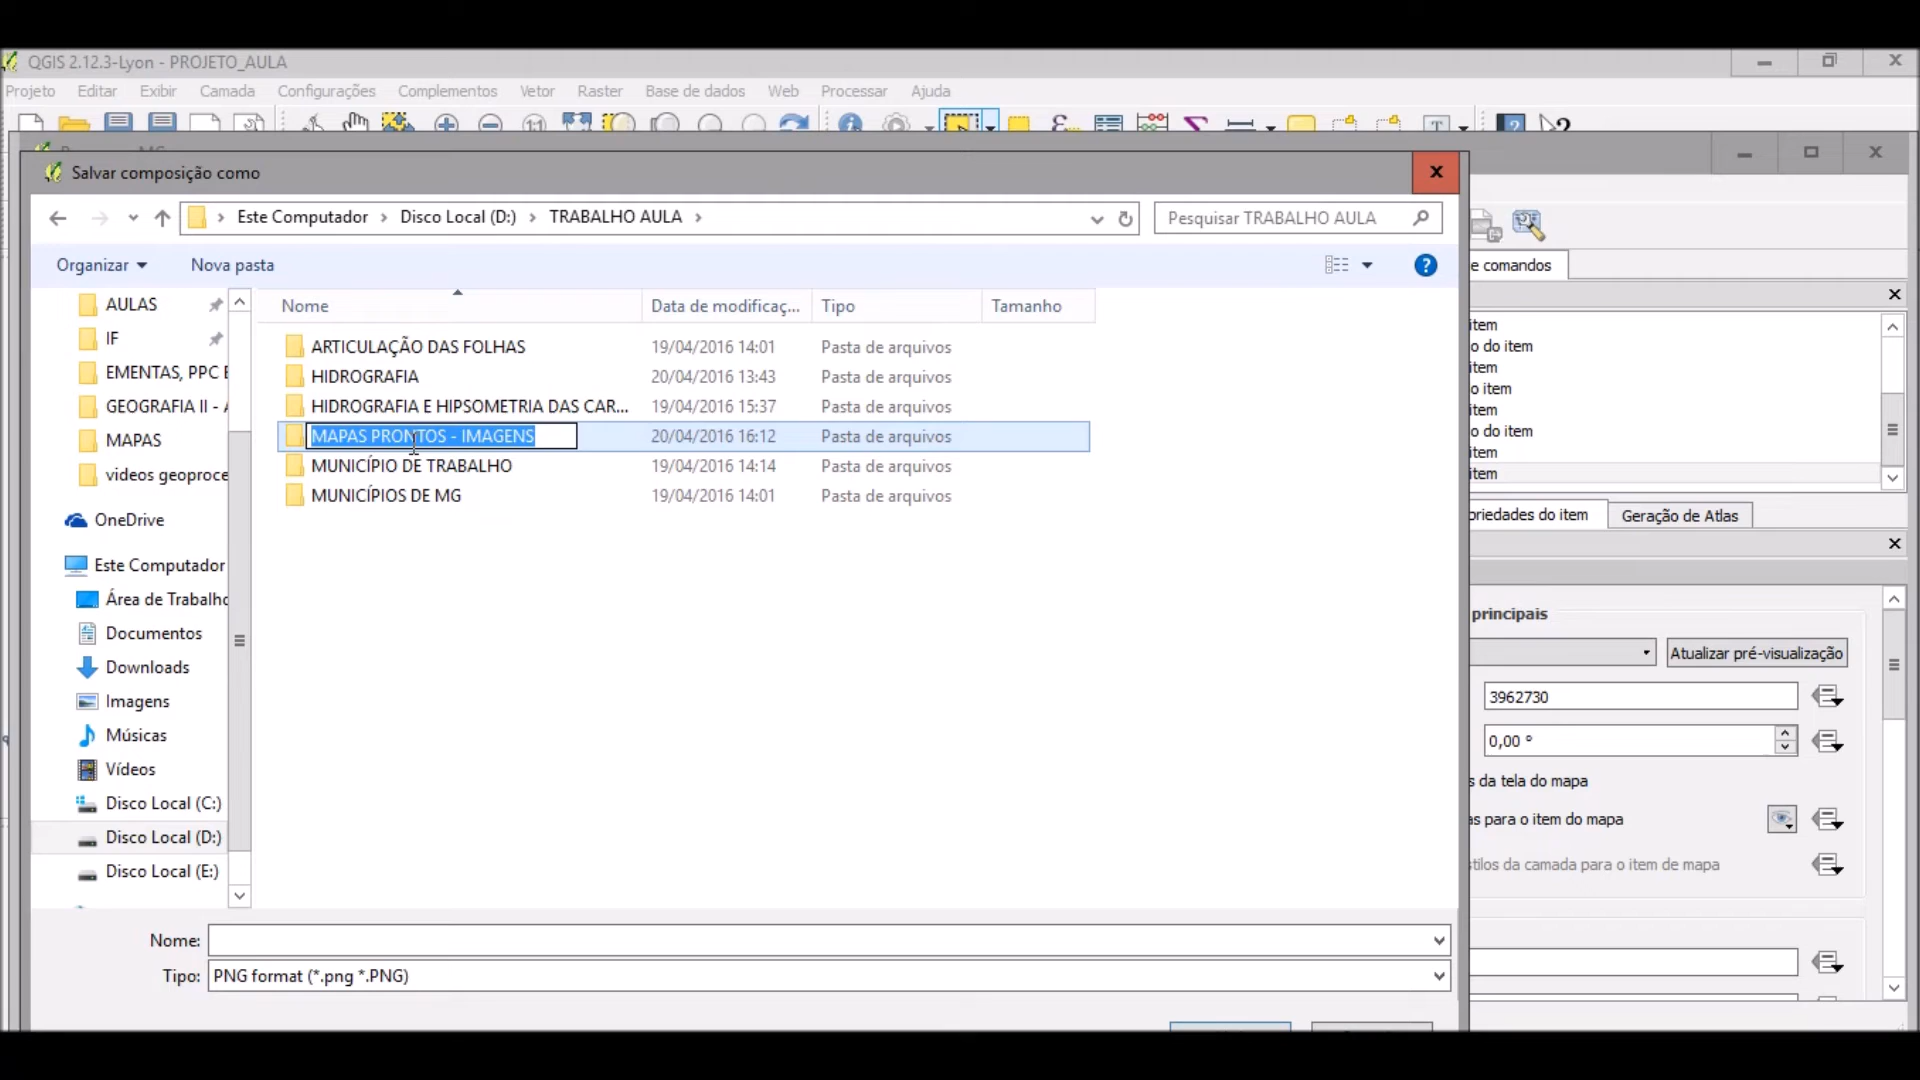 QGIS 2.12.3-Lyon - PROJETO_AULA
Projeto Editar Exibir Camada Configurações Complementos Vetor Raster Base de dados Web Processar Ajuda
Salvar composição como
Este Computador > Disco Local (D:) > TRABALHO AULA >
Pesquisar TRABALHO AULA
Organizar
Nova pasta
AULAS
IF
EMENTAS, PPC E
GEOGRAFIA II - A
MAPAS
videos geoproce
OneDrive
Este Computador
Área de Trabalho
Documentos
Downloads
Imagens
Músicas
Vídeos
Disco Local (C:)
Disco Local (D:)
Disco Local (E:)
Nome Data de modificaç... Tipo Tamanho
ARTICULAÇÃO DAS FOLHAS 19/04/2016 14:01 Pasta de arquivos
HIDROGRAFIA 20/04/2016 13:43 Pasta de arquivos
HIDROGRAFIA E HIPSOMETRIA DAS CAR... 19/04/2016 15:37 Pasta de arquivos
MAPAS PRONTOS - IMAGENS 20/04/2016 16:12 Pasta de arquivos
MUNICÍPIO DE TRABALHO 19/04/2016 14:14 Pasta de arquivos
MUNICÍPIOS DE MG 19/04/2016 14:01 Pasta de arquivos
Nome:
Tipo: PNG format (*.png *.PNG)
e comandos
item
o do item
item
o item
item
o do item
item
item
priedades do item
Geração de Atlas
principais
Atualizar pré-visualização
3962730
0,00 °
s da tela do mapa
as para o item do mapa
stilos da camada para o item de mapa